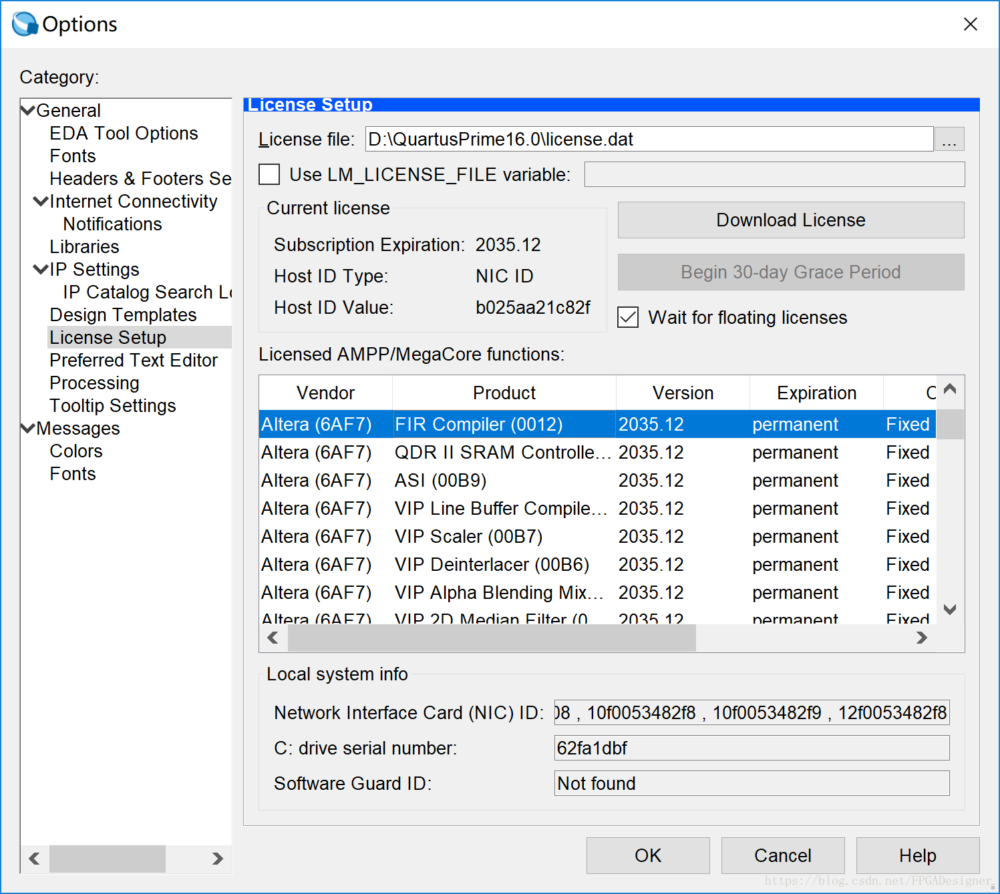 Options
Category:
General
EDA Tool Options
Fonts
Headers & Footers Se
Internet Connectivity
Notifications
Libraries
IP Settings
IP Catalog Search Lo
Design Templates
License Setup
Preferred Text Editor
Processing
Tooltip Settings
Messages
Colors
Fonts
License Setup
License file: D:\QuartusPrime16.0\license.dat ...
Use LM_LICENSE_FILE variable:
Current license
Subscription Expiration: 2035.12
Host ID Type: NIC ID
Host ID Value: b025aa21c82f
Download License
Begin 30-day Grace Period
Wait for floating licenses
Licensed AMPP/MegaCore functions:
Vendor Product Version Expiration
Altera (6AF7) FIR Compiler (0012) 2035.12 permanent Fixed
Altera (6AF7) QDR II SRAM Controlle... 2035.12 permanent Fixed
Altera (6AF7) ASI (00B9) 2035.12 permanent Fixed
Altera (6AF7) VIP Line Buffer Compile... 2035.12 permanent Fixed
Altera (6AF7) VIP Scaler (00B7) 2035.12 permanent Fixed
Altera (6AF7) VIP Deinterlacer (00B6) 2035.12 permanent Fixed
Altera (6AF7) VIP Alpha Blending Mix... 2035.12 permanent Fixed
Altera (6AF7) VIP 2D Median Filter (0 2035.12 permanent Fixed
Local system info
Network Interface Card (NIC) ID: 08 , 10f0053482f8 , 10f0053482f9 , 12f0053482f8
C: drive serial number: 62fa1dbf
Software Guard ID: Not found
OK Cancel Help
https://blog.csdn.net/FPGADesigner